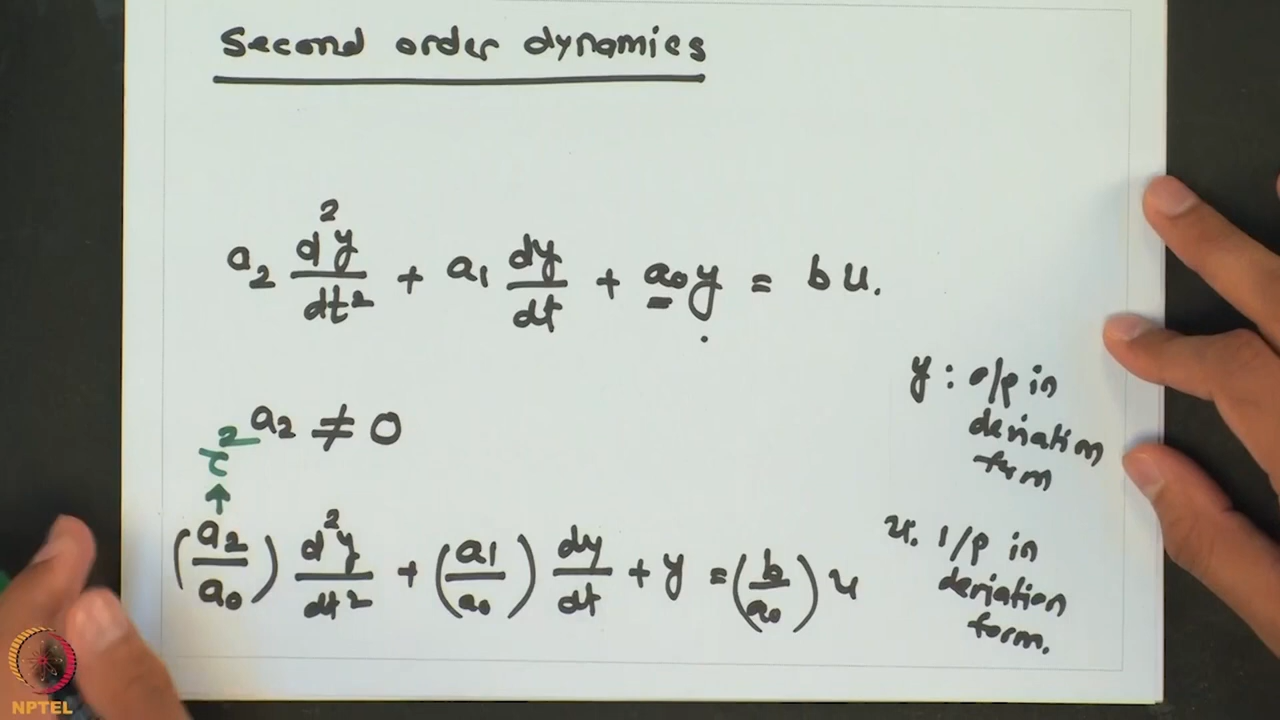 Second order dynamics
a₂ d²y/dt² + a₁ dy/dt + a₀y = bu.
a₂ ≠ 0
τ²
(a₂/a₀) d²y/dt² + (a₁/a₀) dy/dt + y = (b/a₀) u
y : o/p in
deviation
form
u. i/p in
deviation
form.
NPTEL